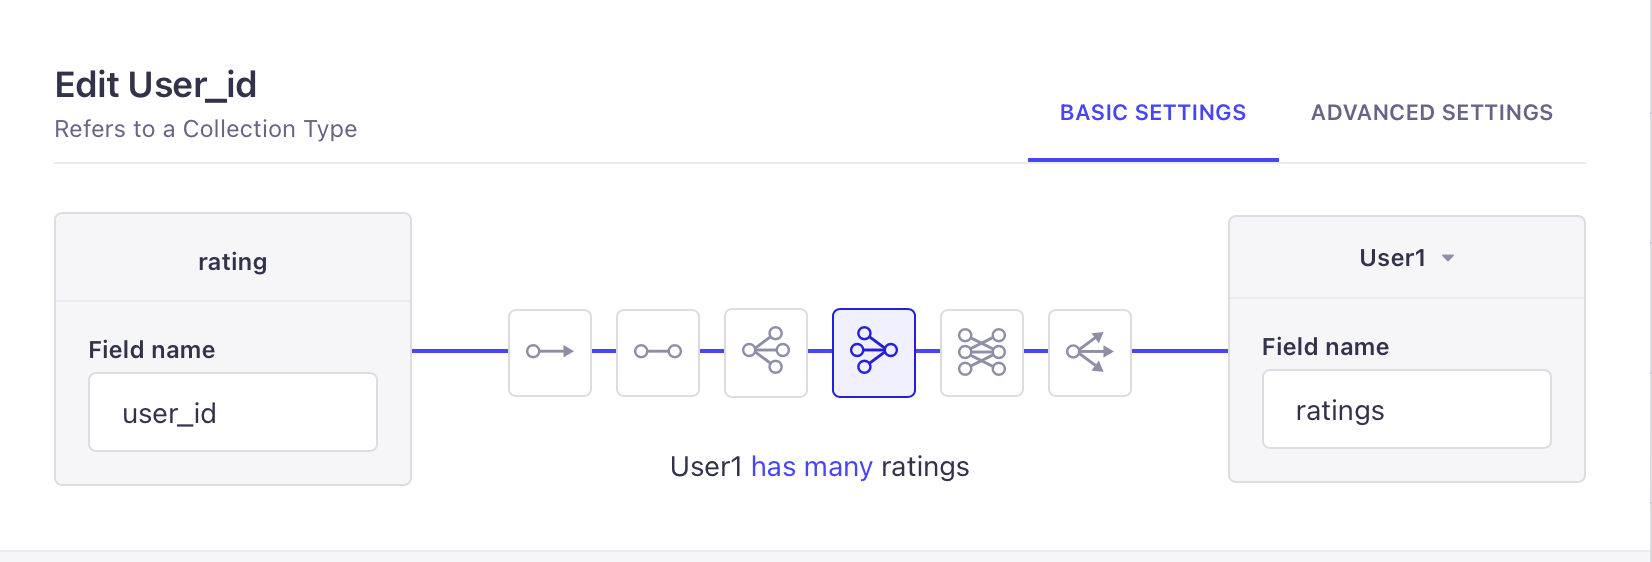 Edit User_id
Refers to a Collection Type
BASIC SETTINGS
ADVANCED SETTINGS
rating
Field name
user_id
User1 has many ratings
User1
Field name
ratings